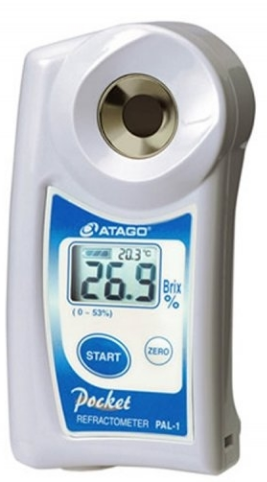 ATAGO®
20.3°C
26.9 Brix %
(0~53%)
START
ZERO
Pocket
REFRACTOMETER PAL-1